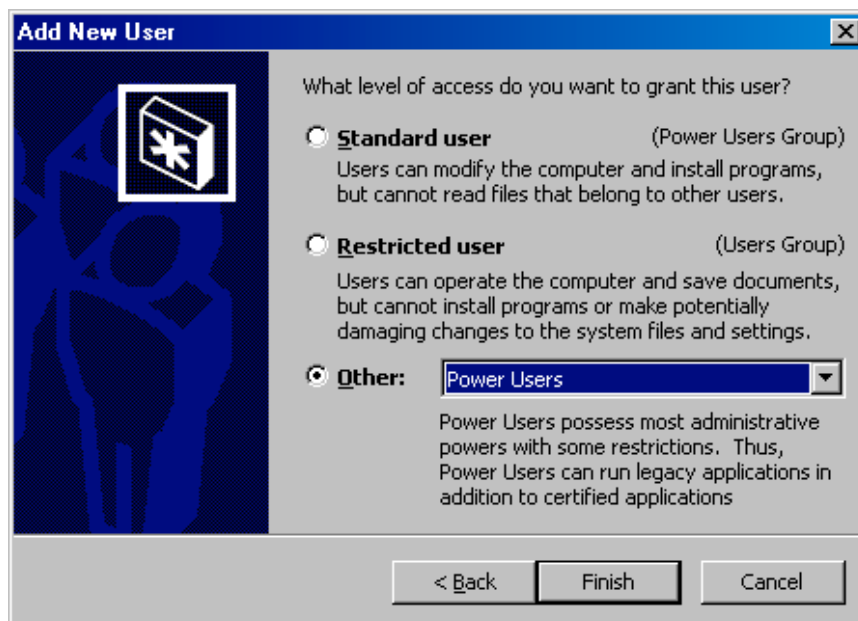 Add New User
What level of access do you want to grant this user?
Standard user (Power Users Group)
Users can modify the computer and install programs,
but cannot read files that belong to other users.
Restricted user (Users Group)
Users can operate the computer and save documents,
but cannot install programs or make potentially
damaging changes to the system files and settings.
Other: Power Users
Power Users possess most administrative
powers with some restrictions.  Thus,
Power Users can run legacy applications in
addition to certified applications
< Back Finish Cancel